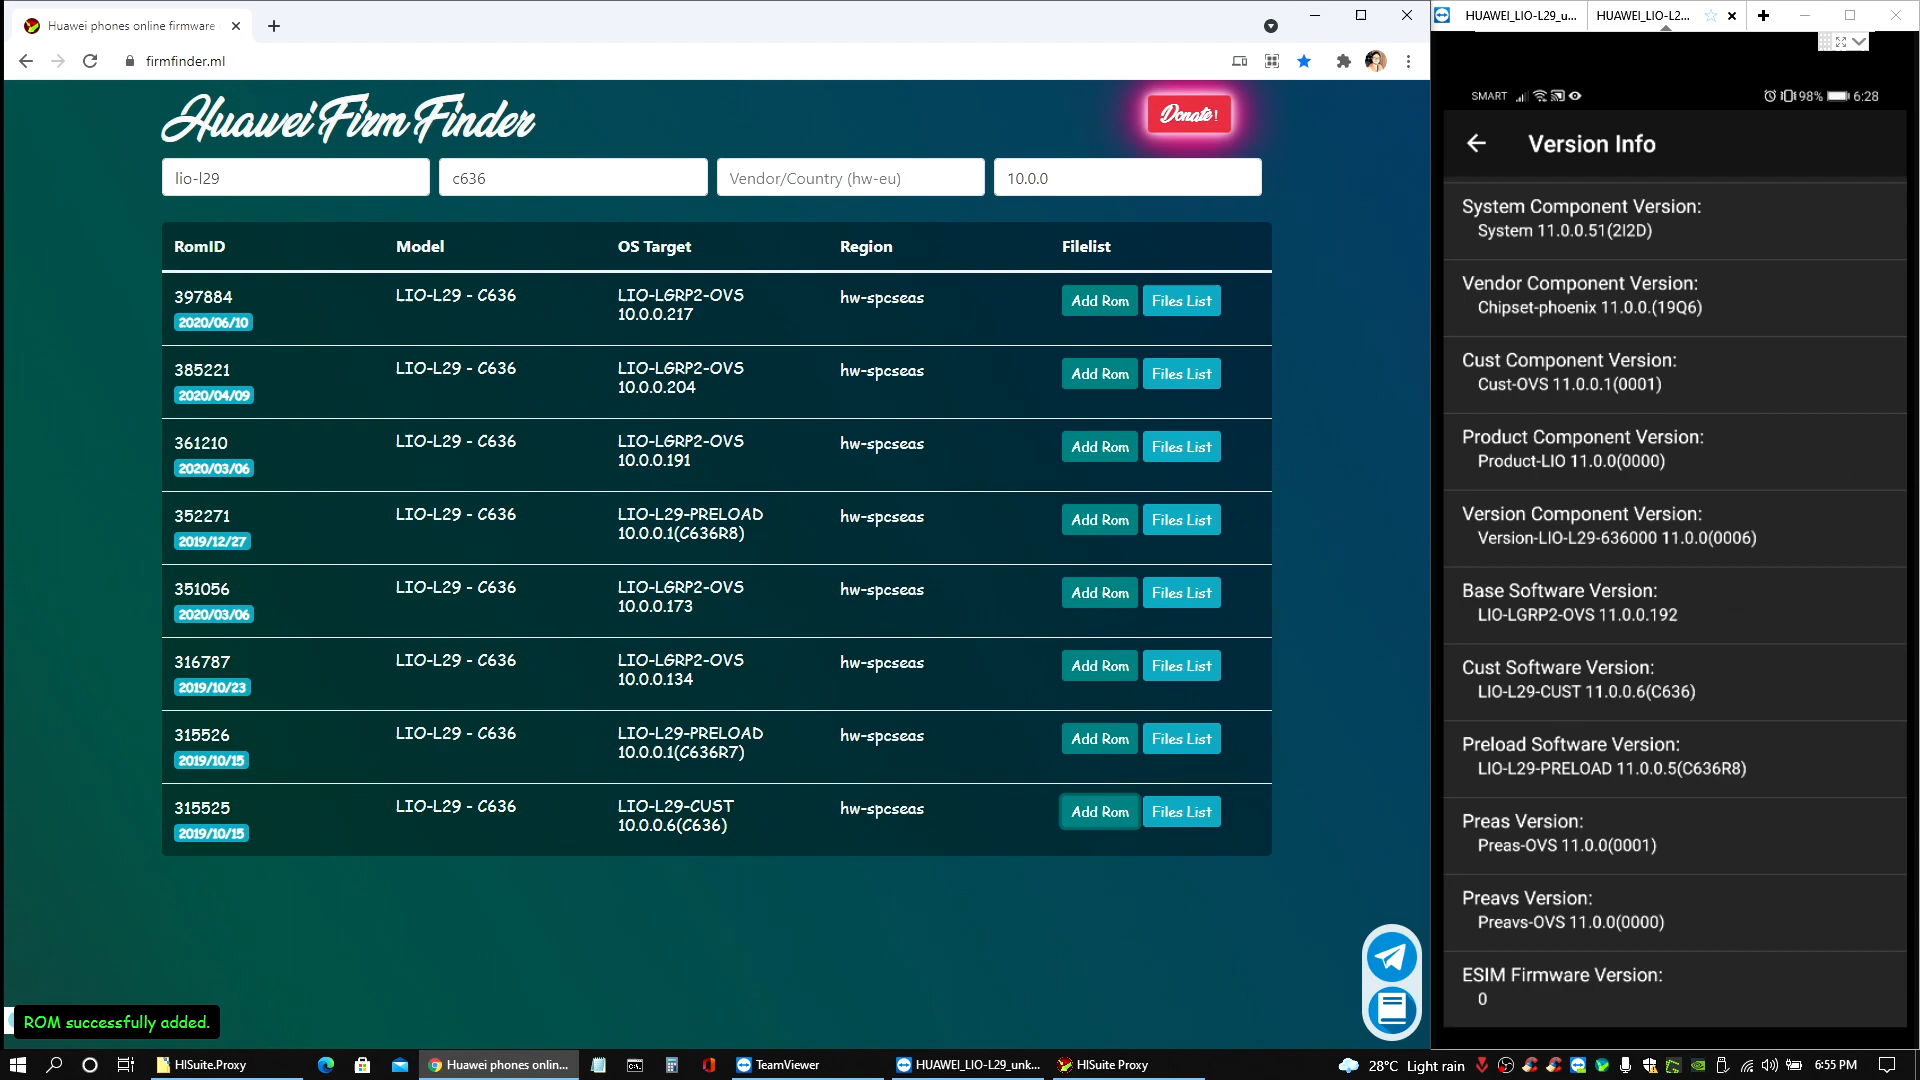 Huawei phones online firmware
HUAWEI_LIO-L29_u...
HUAWEI_LIO-L2...
firmfinder.ml
Huawei Firm Finder
Donate!
lio-l29
c636
Vendor/Country (hw-eu)
10.0.0
RomID Model OS Target Region Filelist
397884 LIO-L29 - C636 LIO-LGRP2-OVS hw-spcseas Add Rom Files List
2020/06/10 10.0.0.217
385221 LIO-L29 - C636 LIO-LGRP2-OVS hw-spcseas Add Rom Files List
2020/04/09 10.0.0.204
361210 LIO-L29 - C636 LIO-LGRP2-OVS hw-spcseas Add Rom Files List
2020/03/06 10.0.0.191
352271 LIO-L29 - C636 LIO-L29-PRELOAD hw-spcseas Add Rom Files List
2019/12/27 10.0.0.1(C636R8)
351056 LIO-L29 - C636 LIO-LGRP2-OVS hw-spcseas Add Rom Files List
2020/03/06 10.0.0.173
316787 LIO-L29 - C636 LIO-LGRP2-OVS hw-spcseas Add Rom Files List
2019/10/23 10.0.0.134
315526 LIO-L29 - C636 LIO-L29-PRELOAD hw-spcseas Add Rom Files List
2019/10/15 10.0.0.1(C636R7)
315525 LIO-L29 - C636 LIO-L29-CUST hw-spcseas Add Rom Files List
2019/10/15 10.0.0.6(C636)
ROM successfully added.
SMART 98% 6:28
Version Info
System Component Version:
System 11.0.0.51(2I2D)
Vendor Component Version:
Chipset-phoenix 11.0.0.(19Q6)
Cust Component Version:
Cust-OVS 11.0.0.1(0001)
Product Component Version:
Product-LIO 11.0.0(0000)
Version Component Version:
Version-LIO-L29-636000 11.0.0(0006)
Base Software Version:
LIO-LGRP2-OVS 11.0.0.192
Cust Software Version:
LIO-L29-CUST 11.0.0.6(C636)
Preload Software Version:
LIO-L29-PRELOAD 11.0.0.5(C636R8)
Preas Version:
Preas-OVS 11.0.0(0001)
Preavs Version:
Preavs-OVS 11.0.0(0000)
ESIM Firmware Version:
0
HISuite.Proxy
Huawei phones onlin...
TeamViewer
HUAWEI_LIO-L29_unk...
HISuite Proxy
28°C Light rain
6:55 PM